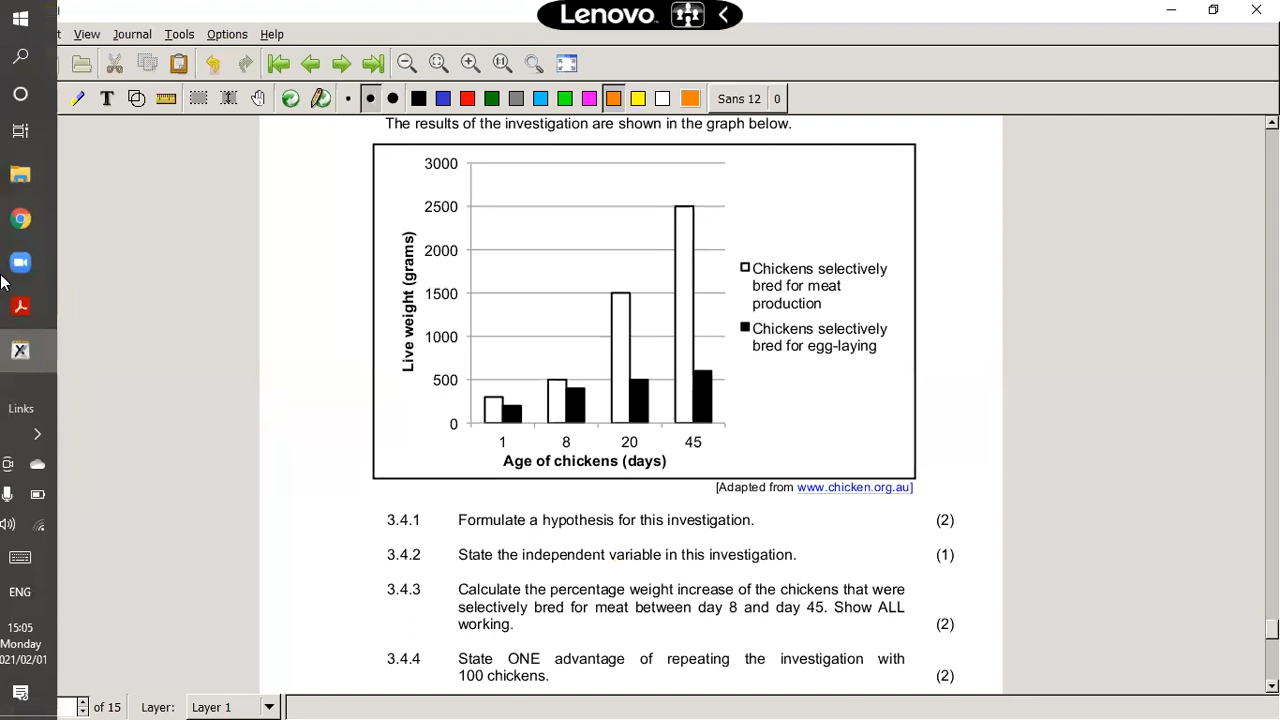 Lenovo
View Journal Tools Options Help
Sans 12 0
The results of the investigation are shown in the graph below.
3000
2500
2000
1500
1000
500
0
Live weight (grams)
1 8 20 45
Age of chickens (days)
Chickens selectively
bred for meat
production
Chickens selectively
bred for egg-laying
[Adapted from www.chicken.org.au]
3.4.1 Formulate a hypothesis for this investigation. (2)
3.4.2 State the independent variable in this investigation. (1)
3.4.3 Calculate the percentage weight increase of the chickens that were
selectively bred for meat between day 8 and day 45. Show ALL
working. (2)
3.4.4 State ONE advantage of repeating the investigation with
100 chickens. (2)
Links
ENG
15:05
Monday
021/02/01
of 15 Layer: Layer 1